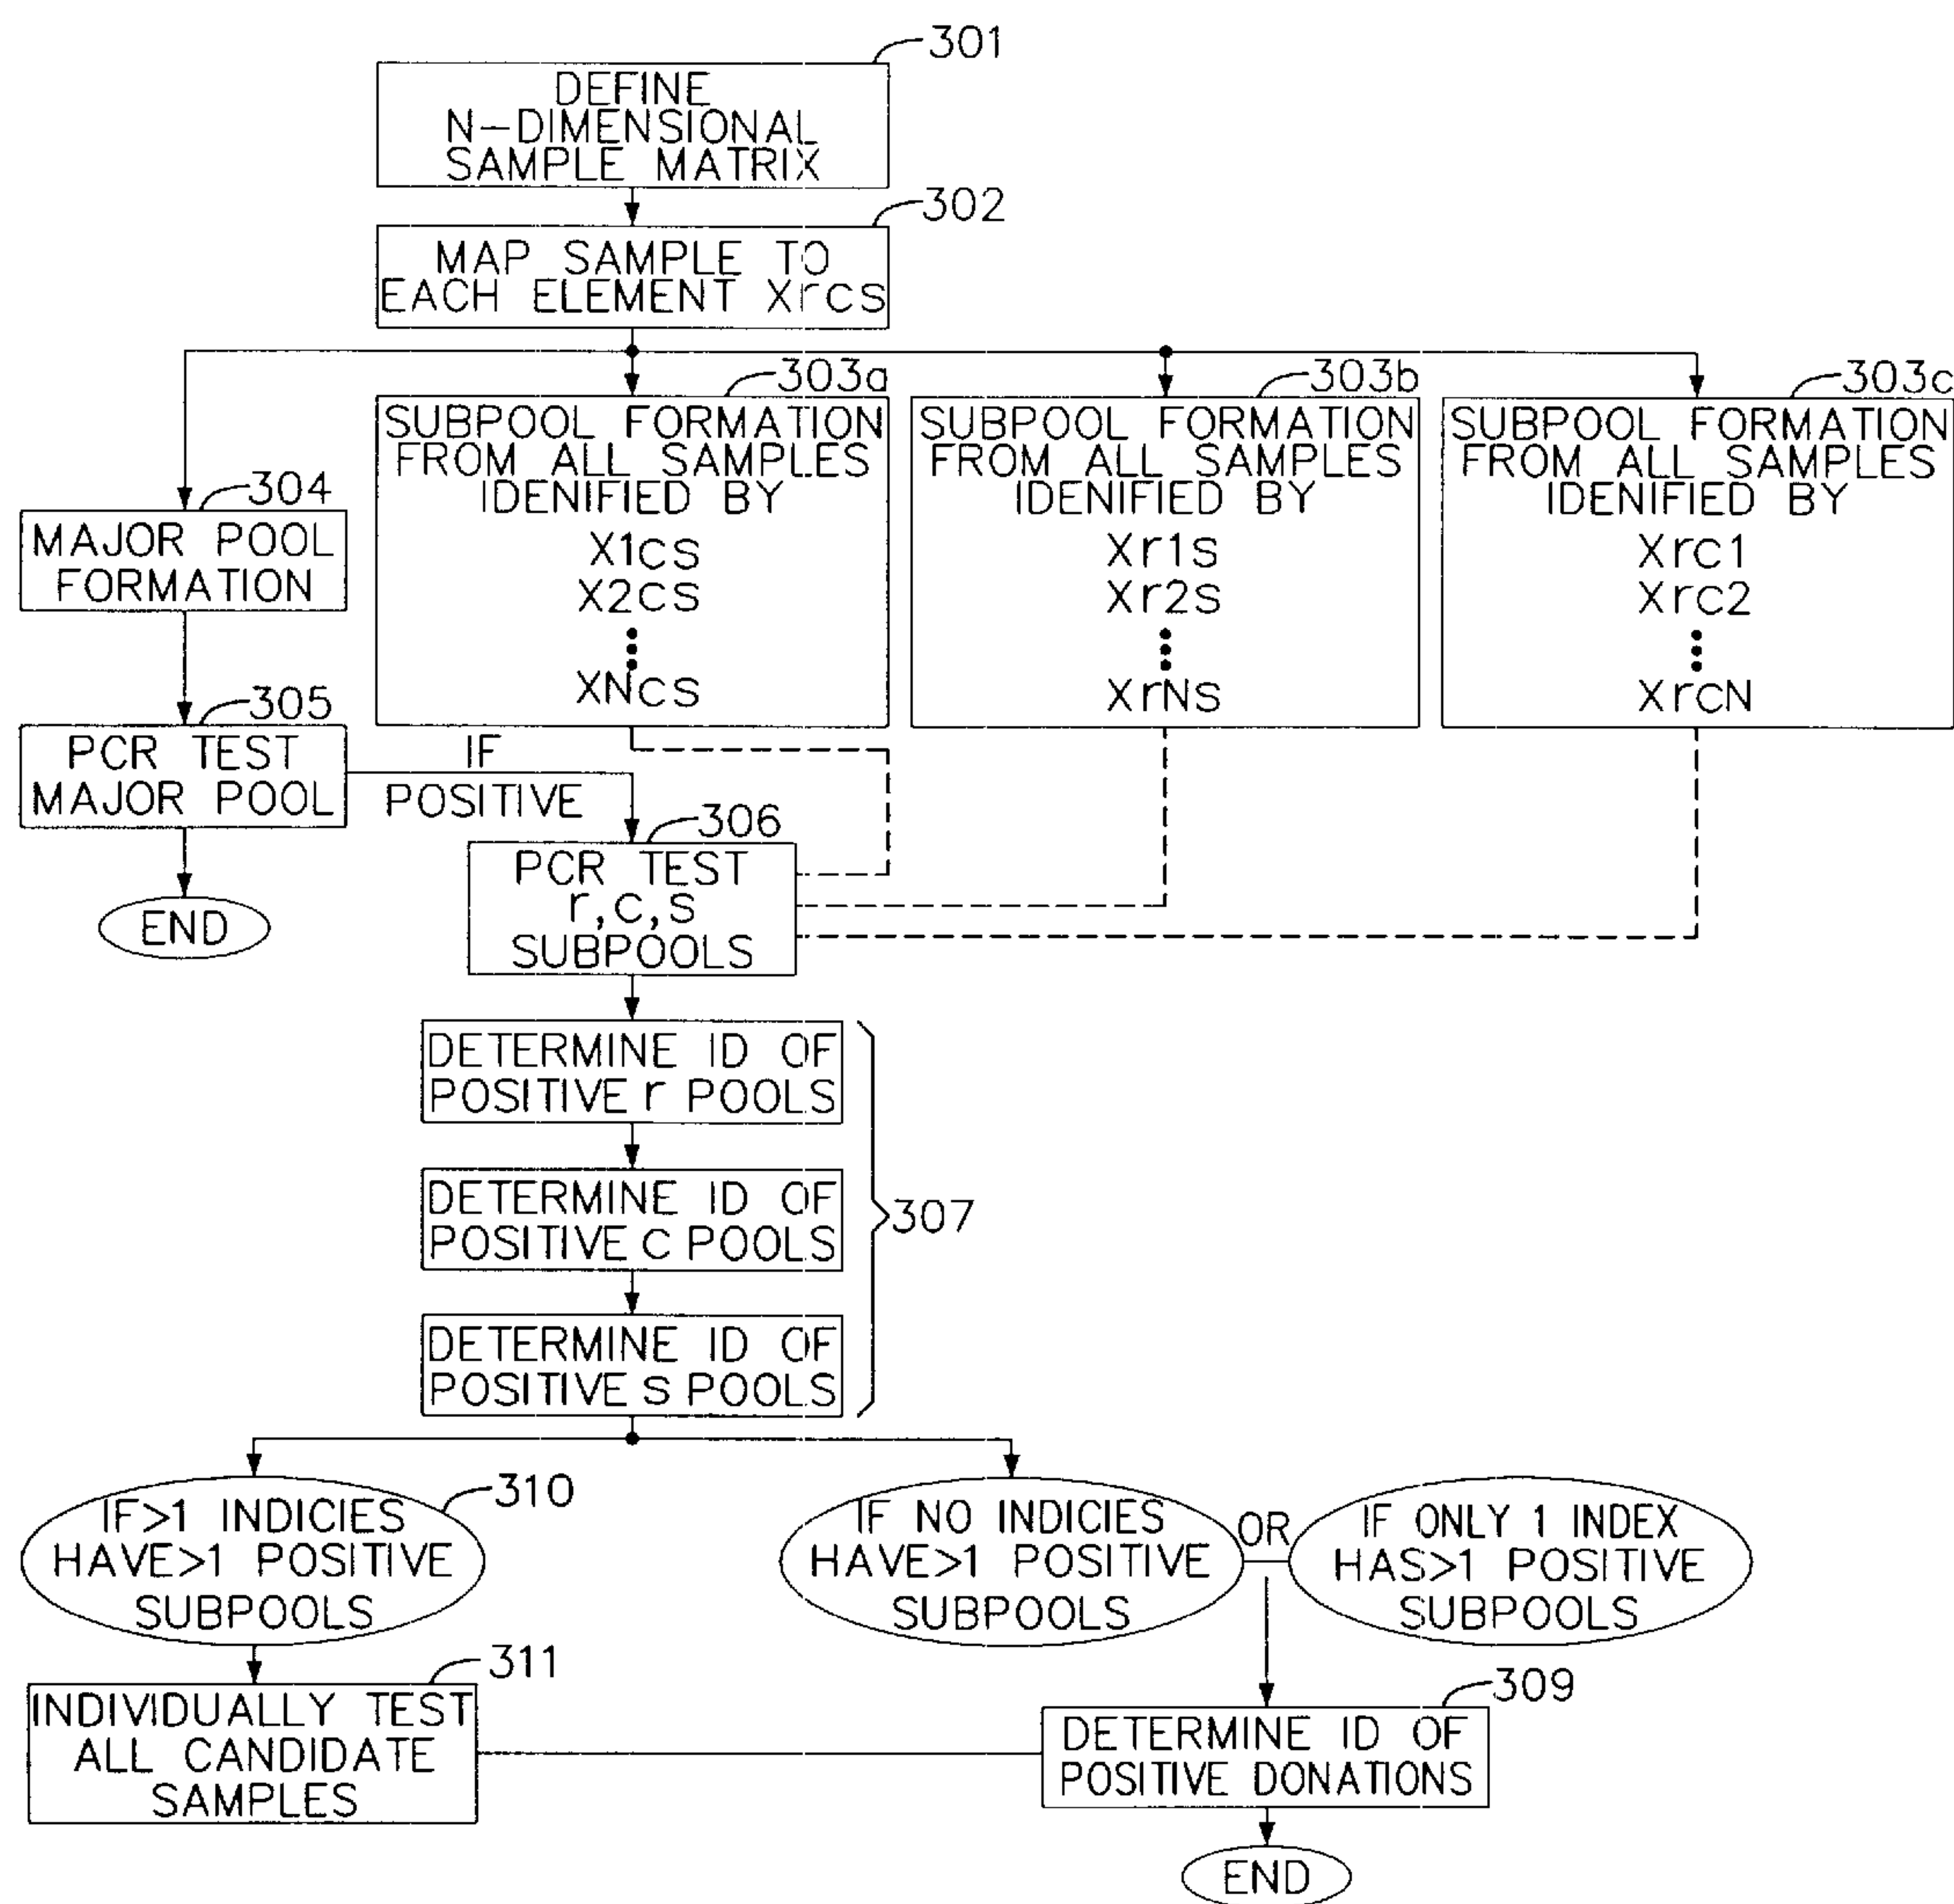 301
DEFINE
N-DIMENSIONAL
SAMPLE MATRIX
302
MAP SAMPLE TO
EACH ELEMENT Xrcs
303a
SUBPOOL FORMATION
FROM ALL SAMPLES
IDENIFIED BY
X1cs
X2cs
XNcs
303b
SUBPOOL FORMATION
FROM ALL SAMPLES
IDENIFIED BY
Xr1s
Xr2s
XrNs
303c
SUBPOOL FORMATION
FROM ALL SAMPLES
IDENIFIED BY
Xrc1
Xrc2
XrcN
304
MAJOR POOL
FORMATION
305
PCR TEST
MAJOR POOL
IF
POSITIVE
END
306
PCR TEST
r,c,s
SUBPOOLS
DETERMINE ID OF
POSITIVE r POOLS
DETERMINE ID OF
POSITIVE c POOLS
DETERMINE ID OF
POSITIVE s POOLS
307
310
IF>1 INDICIES
HAVE>1 POSITIVE
SUBPOOLS
IF NO INDICIES
HAVE>1 POSITIVE
SUBPOOLS
OR
IF ONLY 1 INDEX
HAS>1 POSITIVE
SUBPOOLS
311
INDIVIDUALLY TEST
ALL CANDIDATE
SAMPLES
309
DETERMINE ID OF
POSITIVE DONATIONS
END